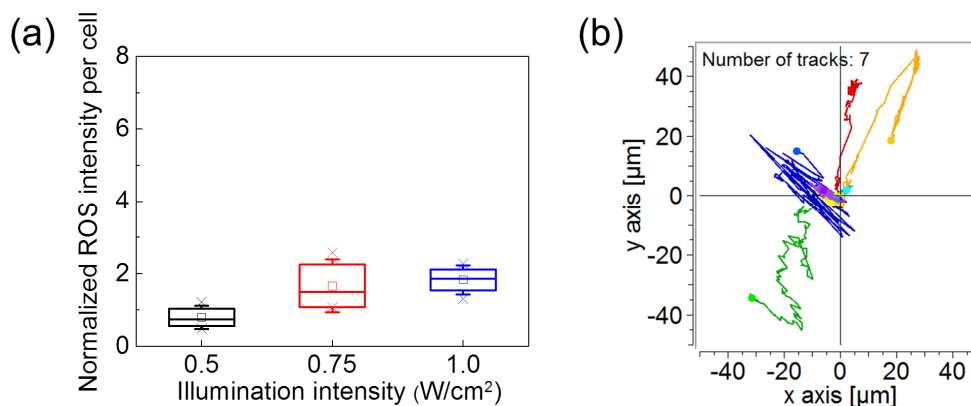 (a)
Normalized ROS intensity per cell
8
6
4
2
0
0.5
0.75
1.0
Illumination intensity (W/cm²)
(b)
Number of tracks: 7
y axis [µm]
40
20
0
-20
-40
-40
-20
0
20
40
x axis [µm]